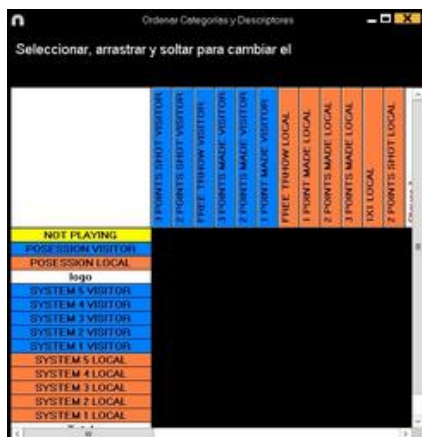 Ordenar Categorias y Descriptores
Seleccionar, arrastrar y soltar para cambiar el
3 POINTS SHOT VISITOR
2 POINTS SHOT VISITOR
FREE TRHOW VISITOR
3 POINTS MADE VISITOR
2 POINTS MADE VISITOR
1 POINT MADE VISITOR
FREE TRHOW LOCAL
1 POINT MADE LOCAL
2 POINTS MADE LOCAL
3 POINTS MADE LOCAL
1X1 LOCAL
2 POINTS SHOT LOCAL
NOT PLAYING
POSESSION VISITOR
POSESSION LOCAL
logo
SYSTEM 5 VISITOR
SYSTEM 4 VISITOR
SYSTEM 3 VISITOR
SYSTEM 2 VISITOR
SYSTEM 1 VISITOR
SYSTEM 5 LOCAL
SYSTEM 4 LOCAL
SYSTEM 3 LOCAL
SYSTEM 2 LOCAL
SYSTEM 1 LOCAL